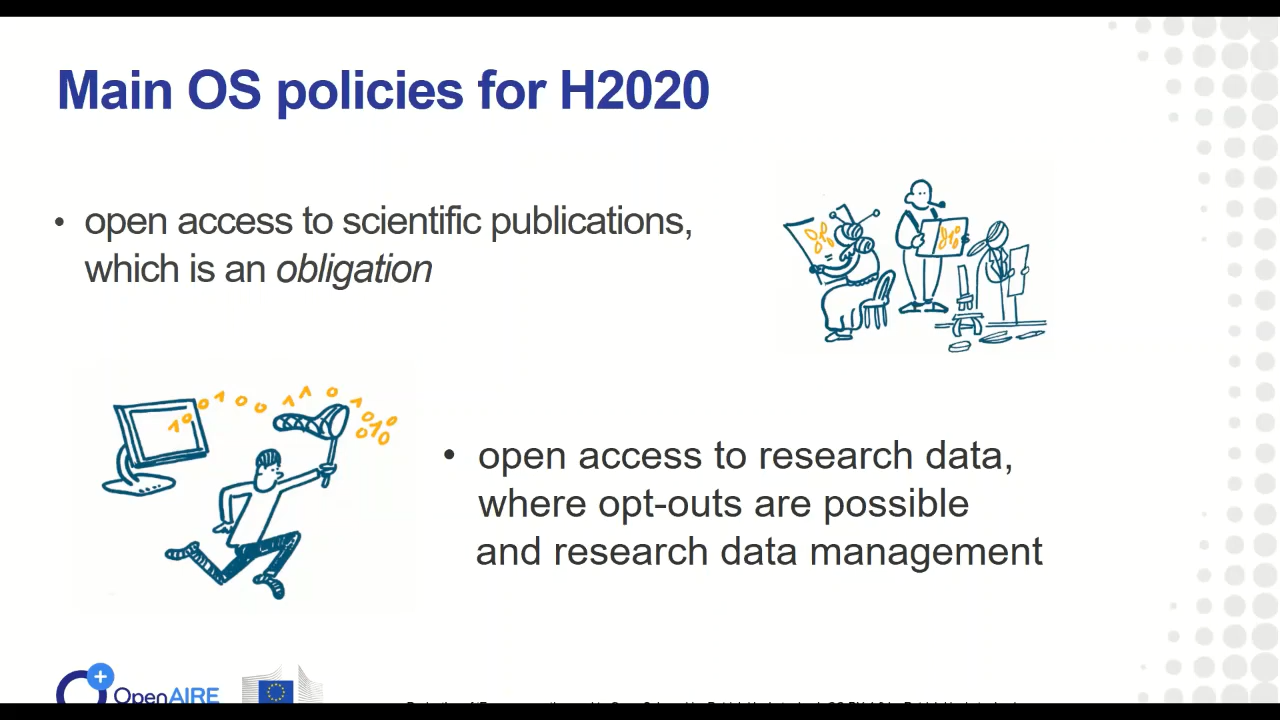 Main OS policies for H2020
• open access to scientific publications,
which is an obligation
• open access to research data,
where opt-outs are possible
and research data management
OpenAIRE